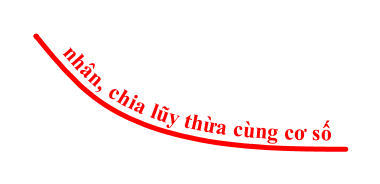 nhân, chia lũy thừa cùng cơ số